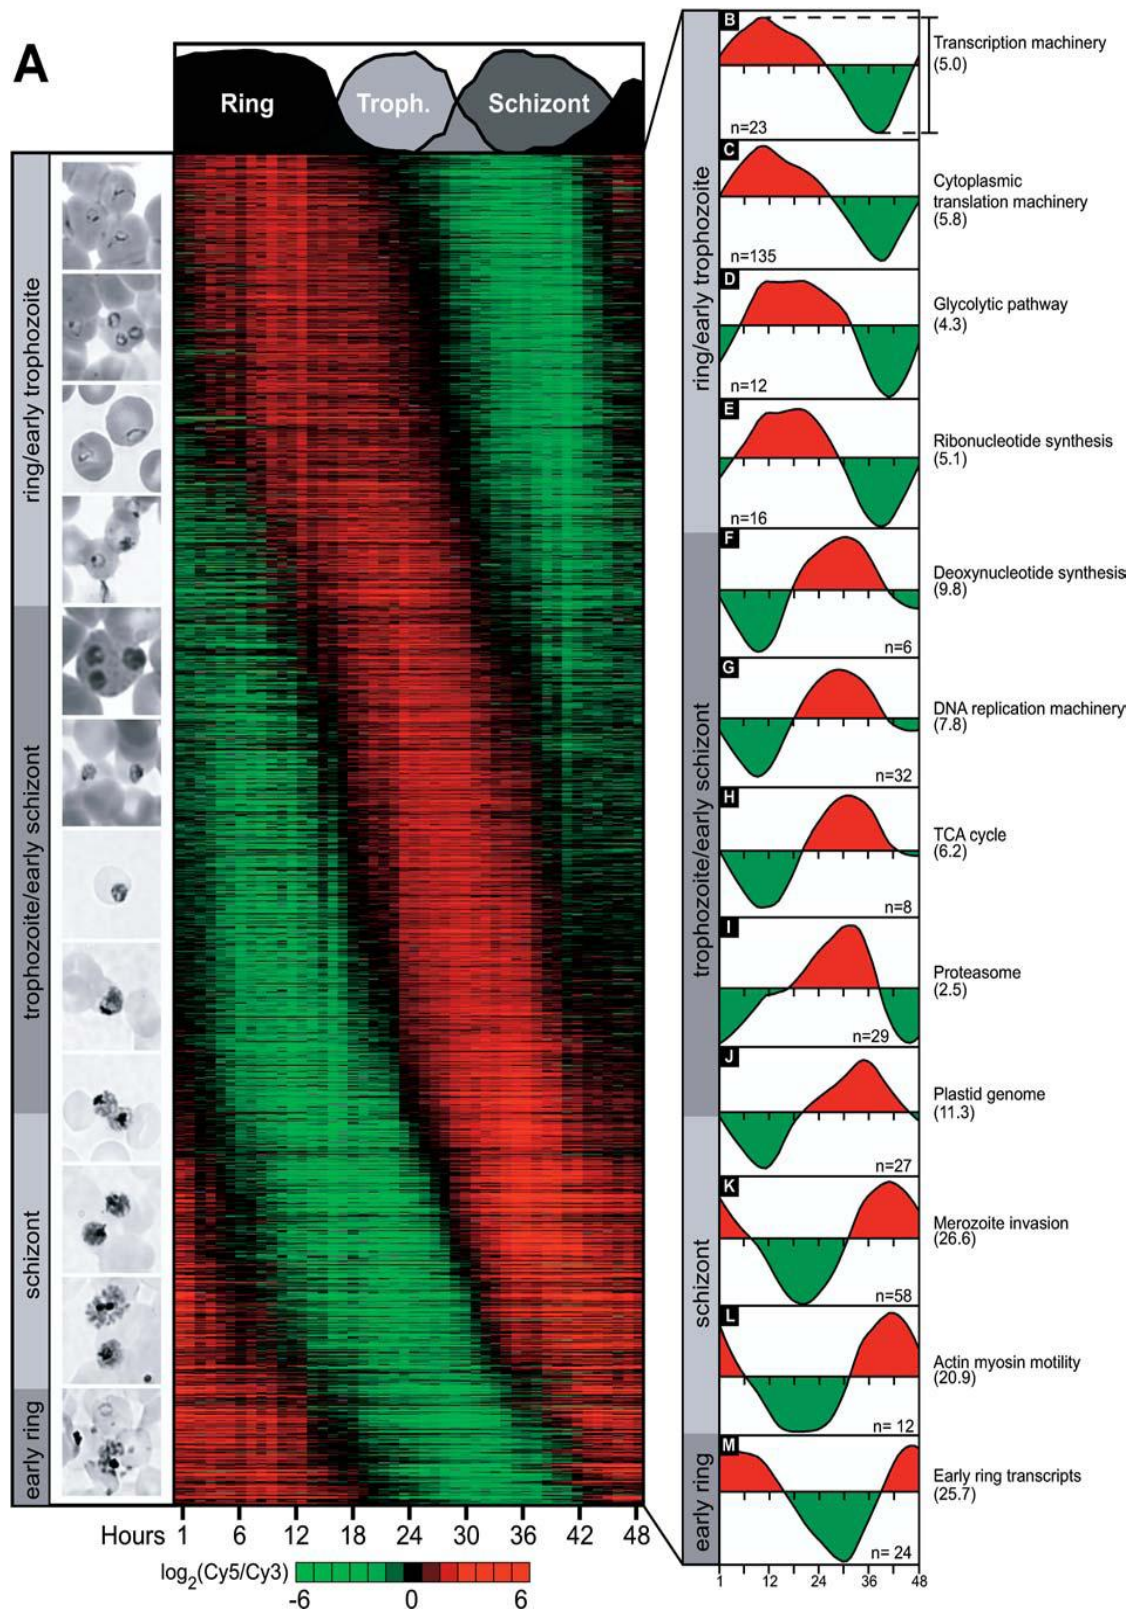 A
Ring
Troph.
Schizont
ring/early trophozoite
trophozoite/early schizont
schizont
early ring
Hours
1 6 12 18 24 30 36 42 48
log2(Cy5/Cy3)
-6 0 6
ring/early trophozoite
trophozoite/early schizont
schizont
early ring
B
n=23
Transcription machinery
(5.0)
C
n=135
Cytoplasmic
translation machinery
(5.8)
D
n=12
Glycolytic pathway
(4.3)
E
n=16
Ribonucleotide synthesis
(5.1)
F
n=6
Deoxynucleotide synthesis
(9.8)
G
n=32
DNA replication machinery
(7.8)
H
n=8
TCA cycle
(6.2)
I
n=29
Proteasome
(2.5)
J
n=27
Plastid genome
(11.3)
K
n=58
Merozoite invasion
(26.6)
L
n= 12
Actin myosin motility
(20.9)
M
n= 24
Early ring transcripts
(25.7)
1 12 24 36 48